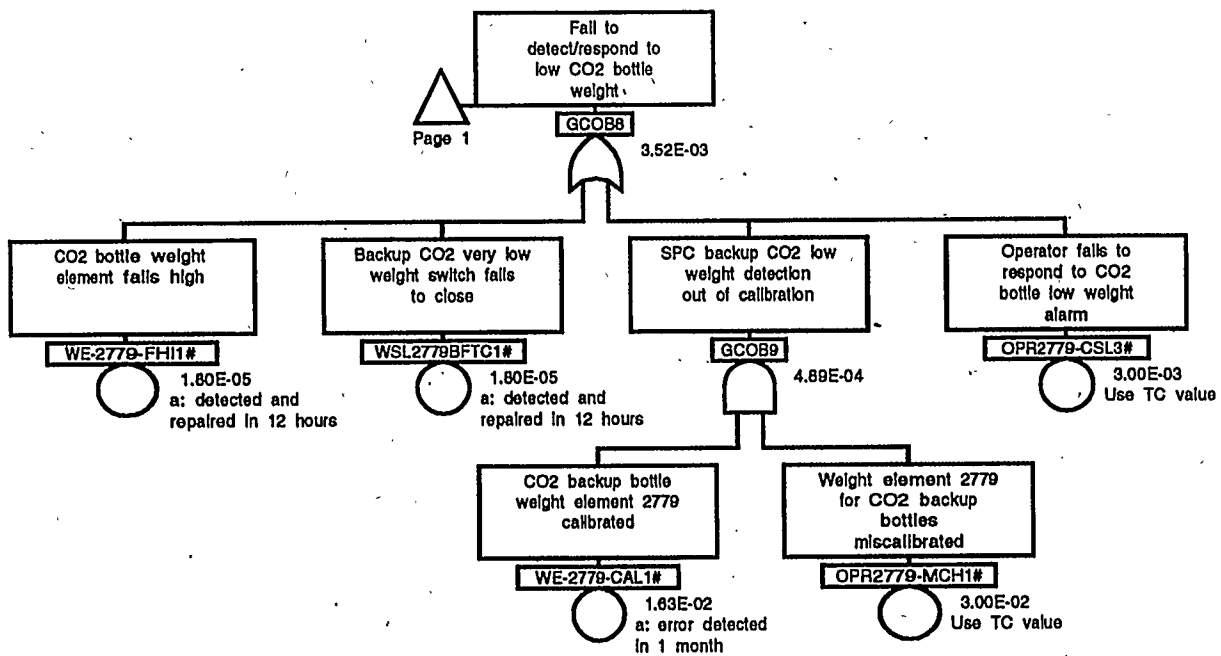 Fail to
detect/respond to
low CO2 bottle
weight
Page 1
GCOB8
3.52E-03
CO2 bottle weight
element fails high
WE-2779-FHI1#
1.80E-05
a: detected and
repaired in 12 hours
Backup CO2 very low
weight switch fails
to close
WSL2779BFTC1#
1.80E-05
a: detected and
repaired in 12 hours
SPC backup CO2 low
weight detection
out of calibration
GCOB9
4.89E-04
Operator fails to
respond to CO2
bottle low weight
alarm
OPR2779-CSL3#
3.00E-03
Use TC value
CO2 backup bottle
weight element 2779
calibrated
WE-2779-CAL1#
1.63E-02
a: error detected
in 1 month
Weight element 2779
for CO2 backup
bottles
miscalibrated
OPR2779-MCH1#
3.00E-02
Use TC value